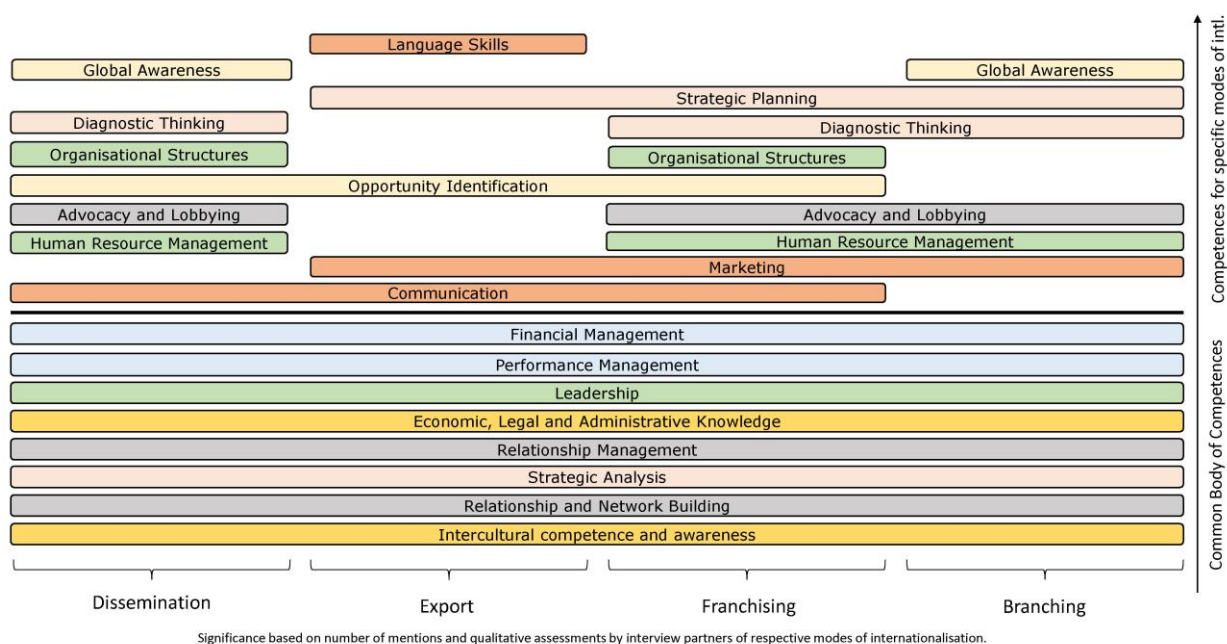 Language Skills
Global Awareness
Global Awareness
Strategic Planning
Diagnostic Thinking
Diagnostic Thinking
Organisational Structures
Organisational Structures
Opportunity Identification
Advocacy and Lobbying
Advocacy and Lobbying
Human Resource Management
Human Resource Management
Marketing
Communication
Competences for specific modes of intl.
Financial Management
Performance Management
Leadership
Economic, Legal and Administrative Knowledge
Relationship Management
Strategic Analysis
Relationship and Network Building
Intercultural competence and awareness
Common Body of Competences
Dissemination
Export
Franchising
Branching
Significance based on number of mentions and qualitative assessments by interview partners of respective modes of internationalisation.